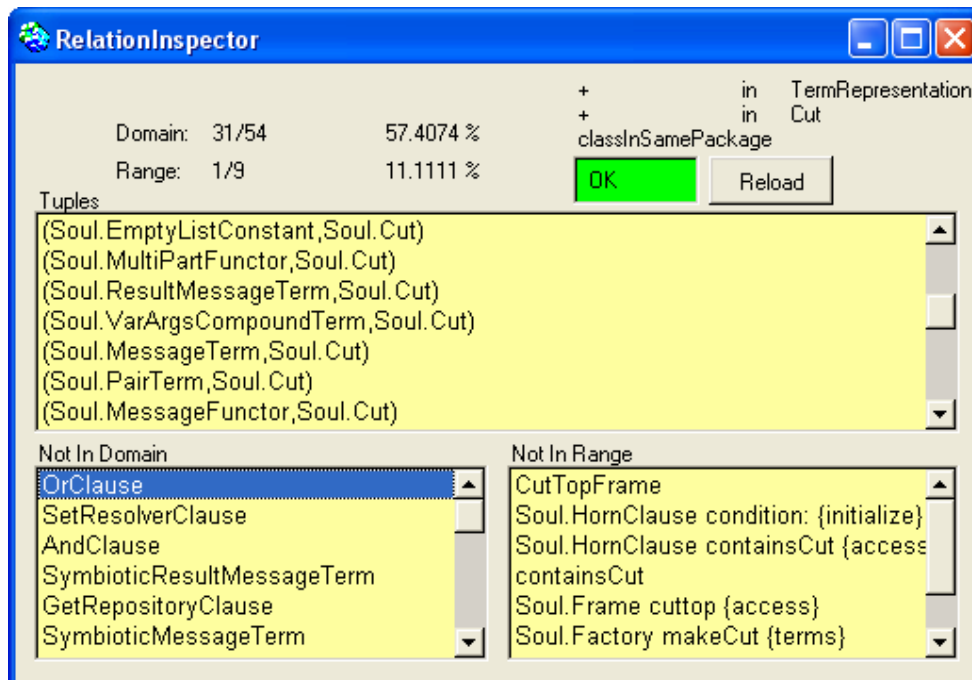 RelationInspector
+ in TermRepresentation
+ in Cut
Domain: 31/54 57.4074 % classInSamePackage
Range: 1/9 11.1111 % OK Reload
Tuples
(Soul.EmptyListConstant,Soul.Cut)
(Soul.MultiPartFunctor,Soul.Cut)
(Soul.ResultMessageTerm,Soul.Cut)
(Soul.VarArgsCompoundTerm,Soul.Cut)
(Soul.MessageTerm,Soul.Cut)
(Soul.PairTerm,Soul.Cut)
(Soul.MessageFunctor,Soul.Cut)
Not In Domain
OrClause
SetResolverClause
AndClause
SymbioticResultMessageTerm
GetRepositoryClause
SymbioticMessageTerm
Not In Range
CutTopFrame
Soul.HornClause condition: {initialize}
Soul.HornClause containsCut {access
containsCut
Soul.Frame cuttop {access}
Soul.Factory makeCut {terms}